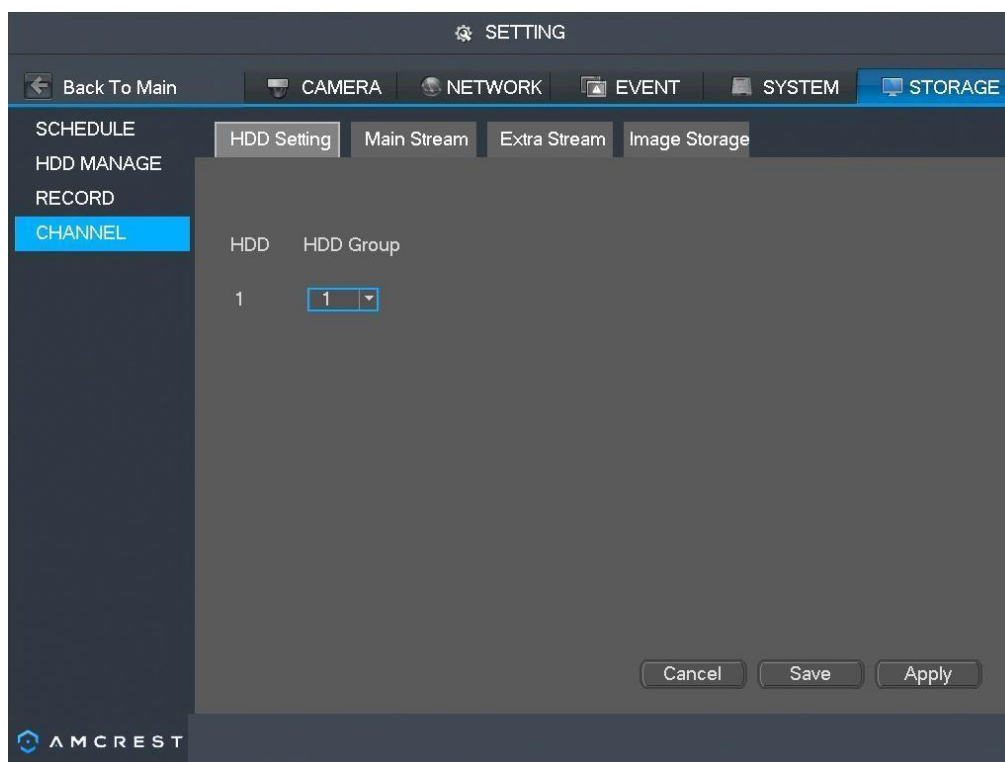 SETTING
Back To Main CAMERA NETWORK EVENT SYSTEM STORAGE
SCHEDULE
HDD MANAGE
RECORD
CHANNEL
HDD Setting Main Stream Extra Stream Image Storage
HDD HDD Group
1 1
Cancel Save Apply
AMCREST